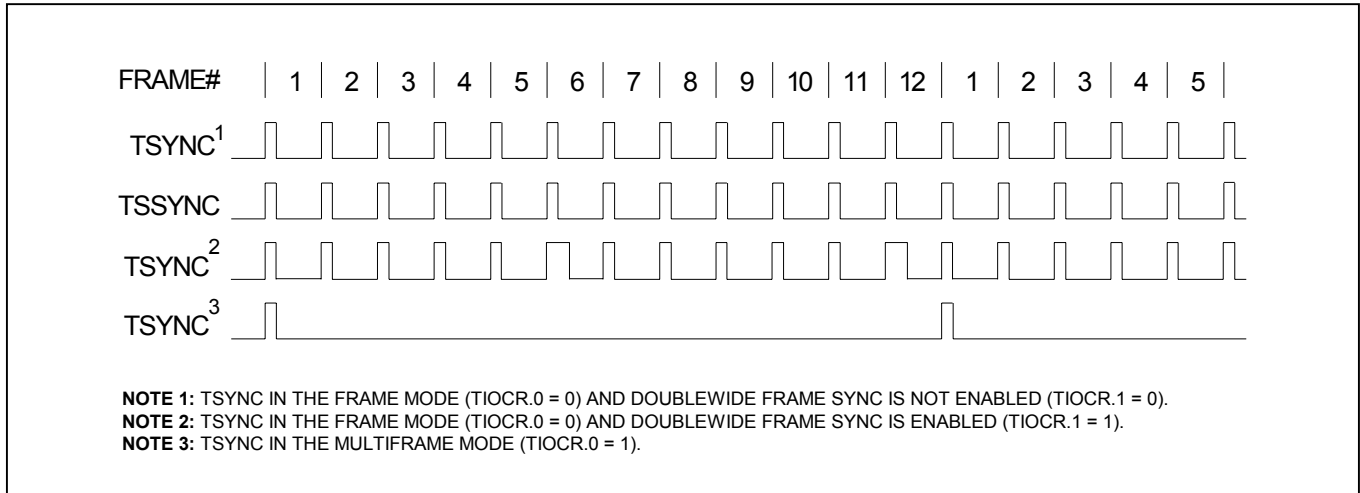 FRAME# 1 2 3 4 5 6 7 8 9 10 11 12 1 2 3 4 5
TSYNC1
TSSYNC
TSYNC2
TSYNC3
NOTE 1: TSYNC IN THE FRAME MODE (TIOCR.0 = 0) AND DOUBLEWIDE FRAME SYNC IS NOT ENABLED (TIOCR.1 = 0).
NOTE 2: TSYNC IN THE FRAME MODE (TIOCR.0 = 0) AND DOUBLEWIDE FRAME SYNC IS ENABLED (TIOCR.1 = 1).
NOTE 3: TSYNC IN THE MULTIFRAME MODE (TIOCR.0 = 1).